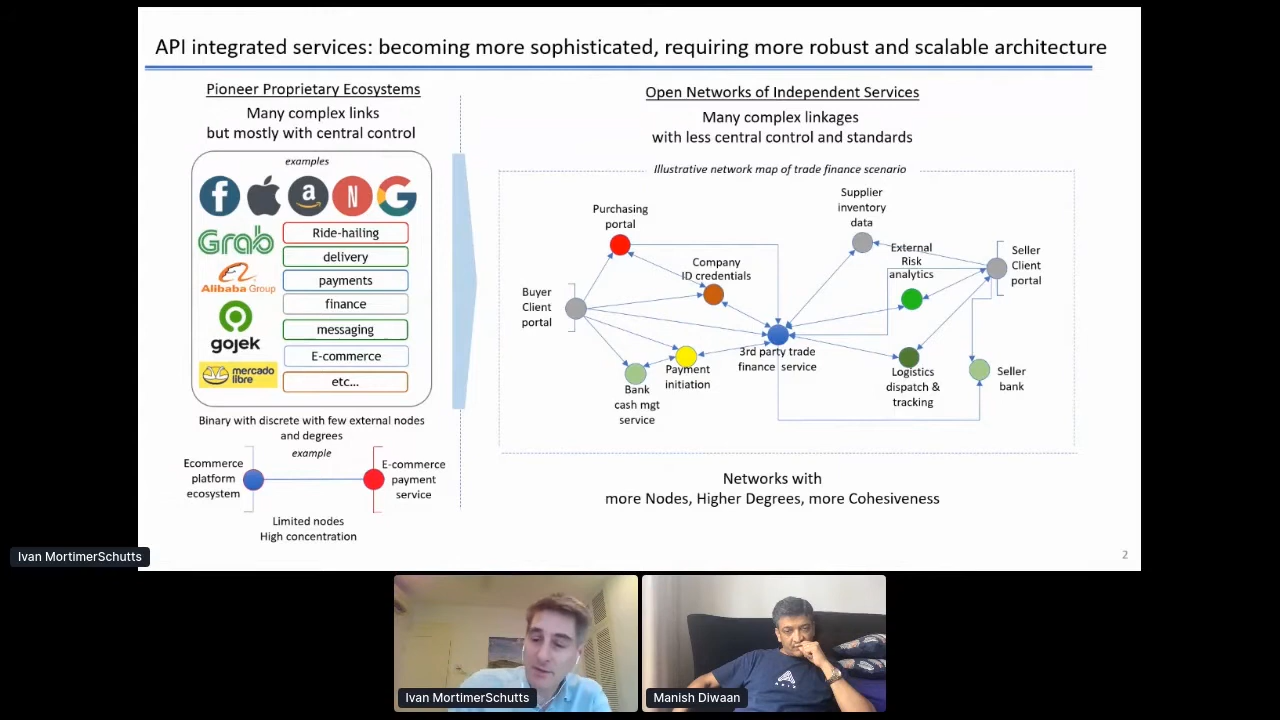 API integrated services: becoming more sophisticated, requiring more robust and scalable architecture
Pioneer Proprietary Ecosystems
Many complex links
but mostly with central control
examples
f
a
N
G
Grab
Alibaba Group
gojek
mercado
libre
Ride-hailing
delivery
payments
finance
messaging
E-commerce
etc...
Binary with discrete with few external nodes
and degrees
example
Ecommerce
platform
ecosystem
E-commerce
payment
service
Limited nodes
High concentration
Open Networks of Independent Services
Many complex linkages
with less central control and standards
Illustrative network map of trade finance scenario
Purchasing
portal
Supplier
inventory
data
Company
ID credentials
External
Risk
analytics
Seller
Client
portal
Buyer
Client
portal
3rd party trade
finance service
Payment
initiation
Bank
cash mgt
service
Logistics
dispatch &
tracking
Seller
bank
Networks with
more Nodes, Higher Degrees, more Cohesiveness
2
Ivan MortimerSchutts
Ivan MortimerSchutts
Manish Diwaan